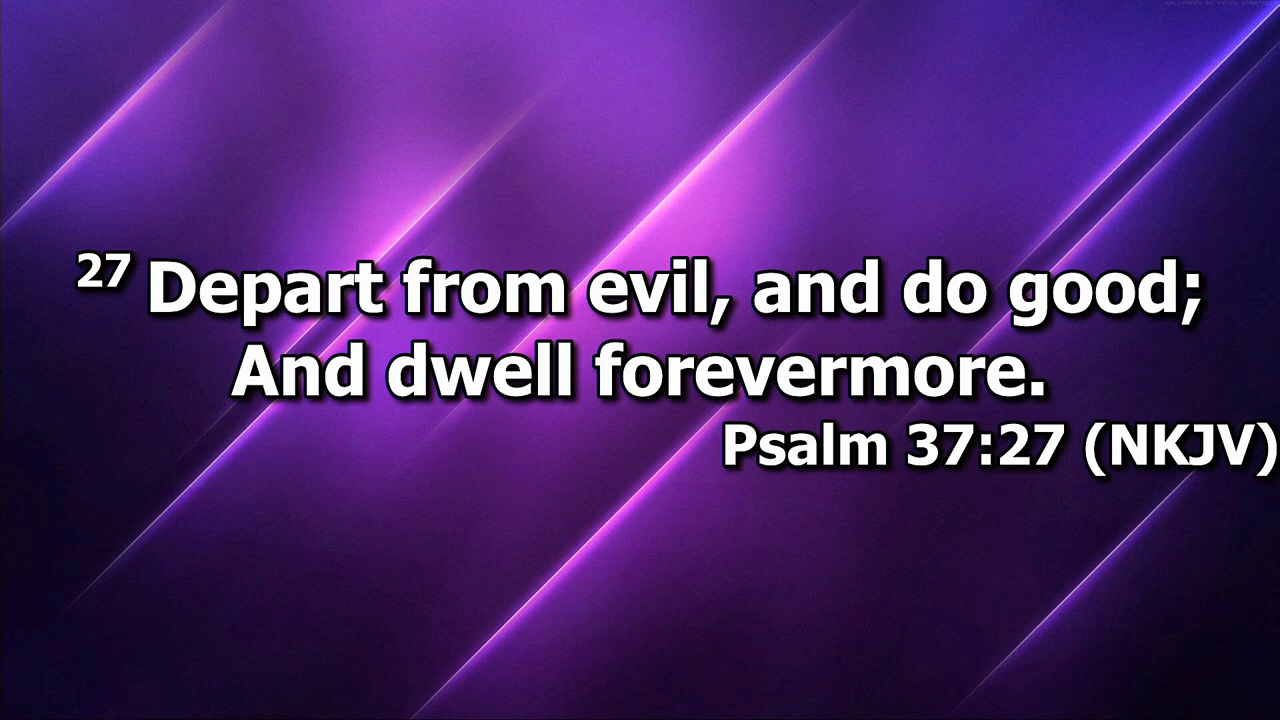 27 Depart from evil, and do good;
And dwell forevermore.
Psalm 37:27 (NKJV)